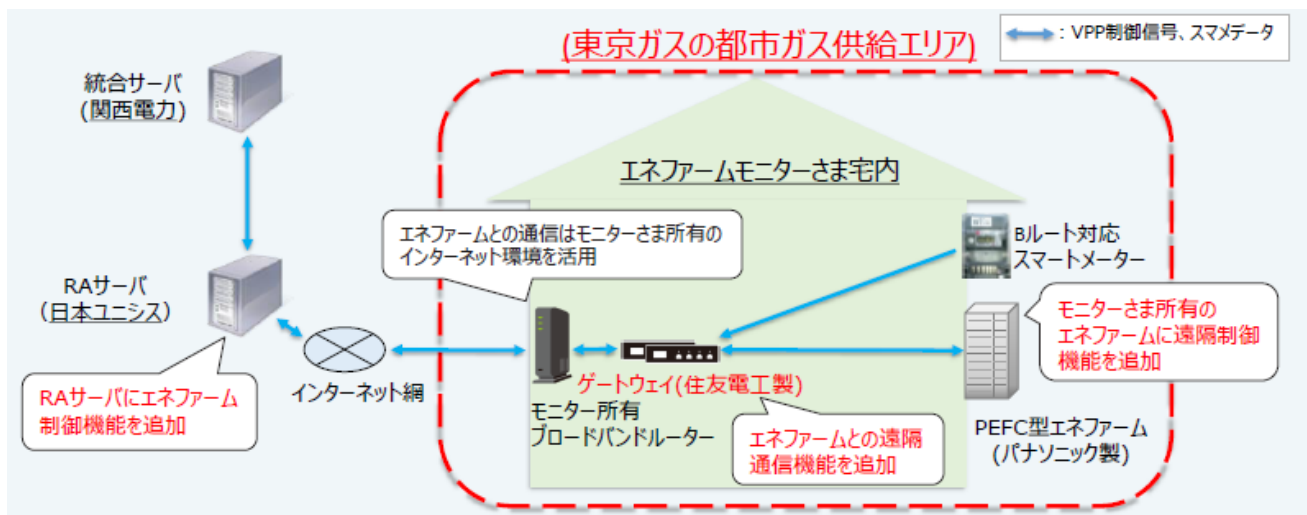 (東京ガスの都市ガス供給エリア)
：VPP制御信号、スマメデータ
統合サーバ
(関西電力)
エネファームモニターさま宅内
エネファームとの通信はモニターさま所有の
インターネット環境を活用
Bルート対応
スマートメーター
RAサーバ
(日本ユニシス)
モニターさま所有の
エネファームに遠隔制御
機能を追加
RAサーバにエネファーム
制御機能を追加
インターネット網
ゲートウェイ(住友電工製)
モニター所有
ブロードバンドルーター
エネファームとの遠隔
通信機能を追加
PEFC型エネファーム
(パナソニック製)